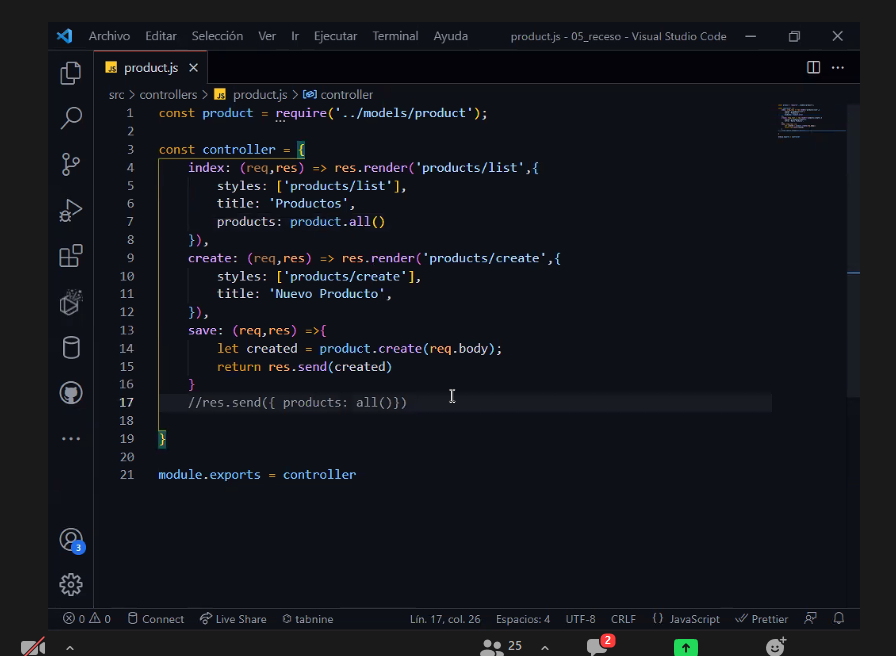 Archivo Editar Selección Ver Ir Ejecutar Terminal Ayuda product.js - 05_receso - Visual Studio Code
JS product.js
src > controllers > JS product.js > controller
1 const product = require('../models/product');
2
3 const controller = {
4 index: (req,res) => res.render('products/list',{
5 styles: ['products/list'],
6 title: 'Productos',
7 products: product.all()
8 }),
9 create: (req,res) => res.render('products/create',{
10 styles: ['products/create'],
11 title: 'Nuevo Producto',
12 }),
13 save: (req,res) =>{
14 let created = product.create(req.body);
15 return res.send(created)
16 }
17 //res.send({ products: all()})
18
19 }
20
21 module.exports = controller
3
0 0 Connect Live Share tabnine Lín. 17, col. 26 Espacios: 4 UTF-8 CRLF JavaScript Prettier
25 2